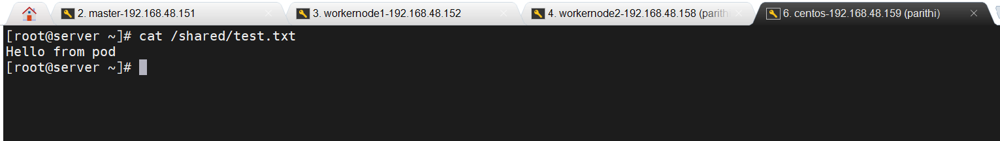 2. master-192.168.48.151
3. workernode1-192.168.48.152
4. workernode2-192.168.48.158 (parith
6. centos-192.168.48.159 (parithi)
[root@server ~]# cat /shared/test.txt
Hello from pod
[root@server ~]#